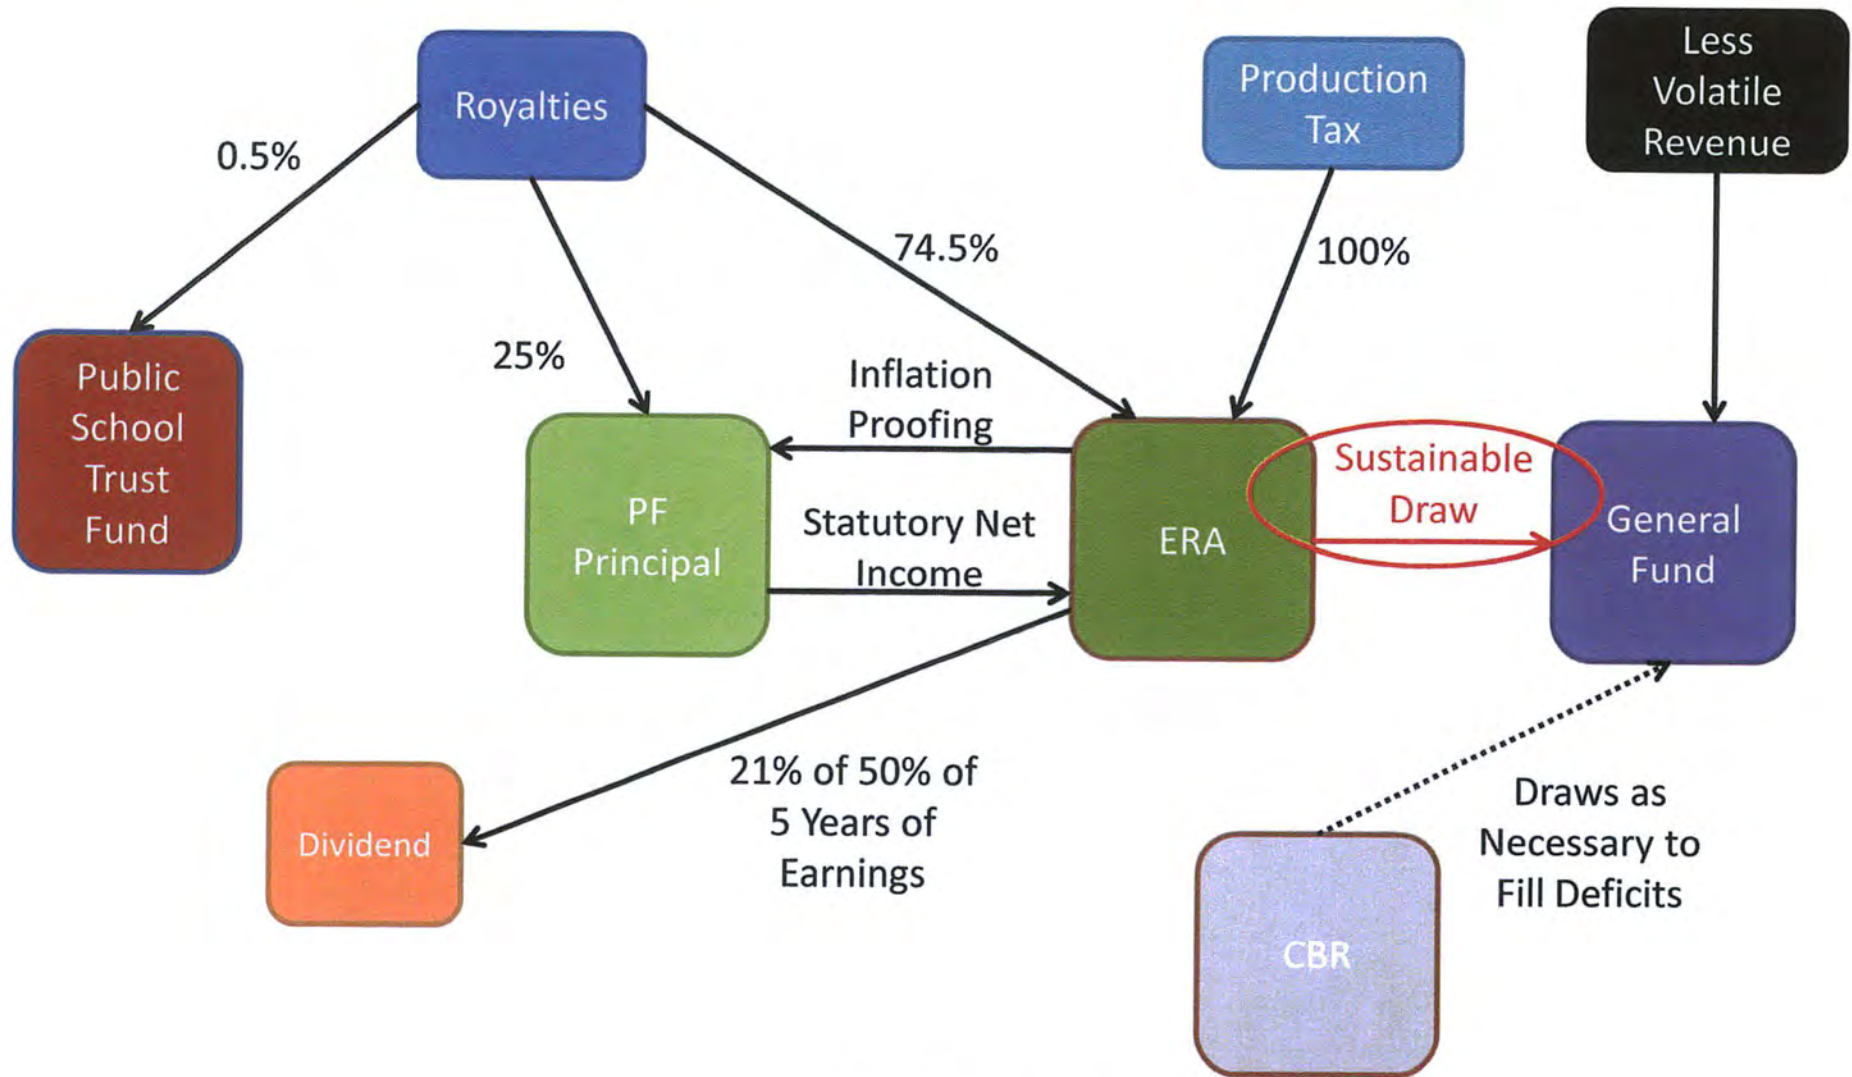 Royalties
Production
Tax
Less
Volatile
Revenue
0.5%
74.5%
100%
25%
Public
School
Trust
Fund
Inflation
Proofing
PF
Principal
Statutory Net
Income
ERA
Sustainable
Draw
General
Fund
Dividend
21% of 50% of
5 Years of
Earnings
Draws as
Necessary to
Fill Deficits
CBR